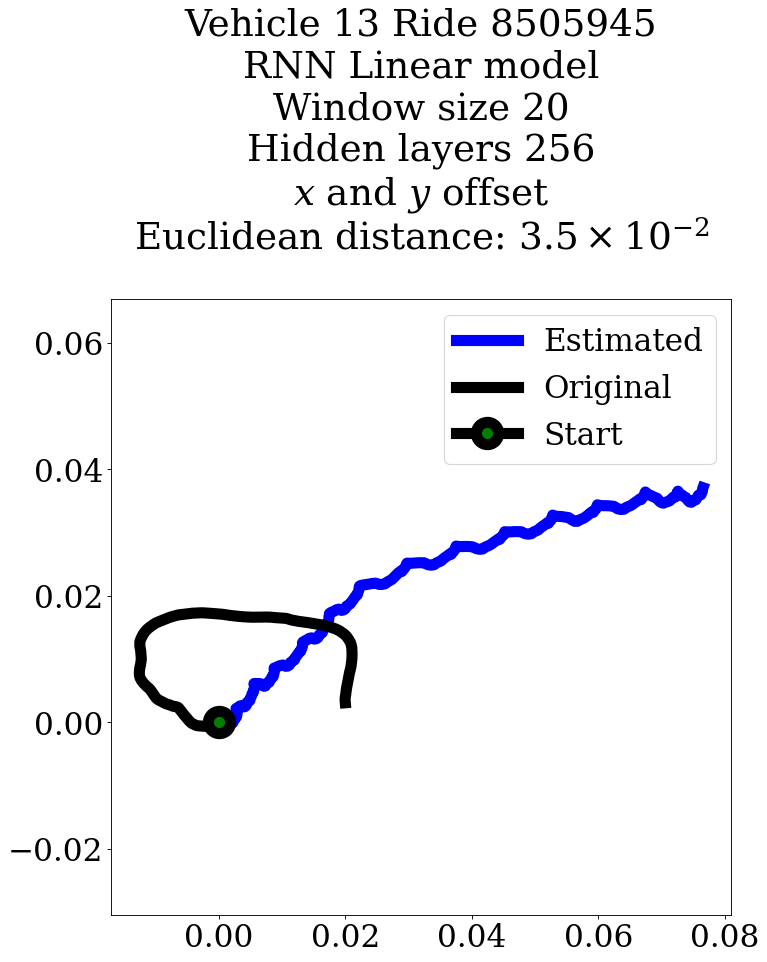 Vehicle 13 Ride 8505945
RNN Linear model
Window size 20
Hidden layers 256
x and y offset
Euclidean distance: 3.5 × 10⁻²
Estimated
Original
Start
0.06
0.04
0.02
0.00
−0.02
0.00 0.02 0.04 0.06 0.08